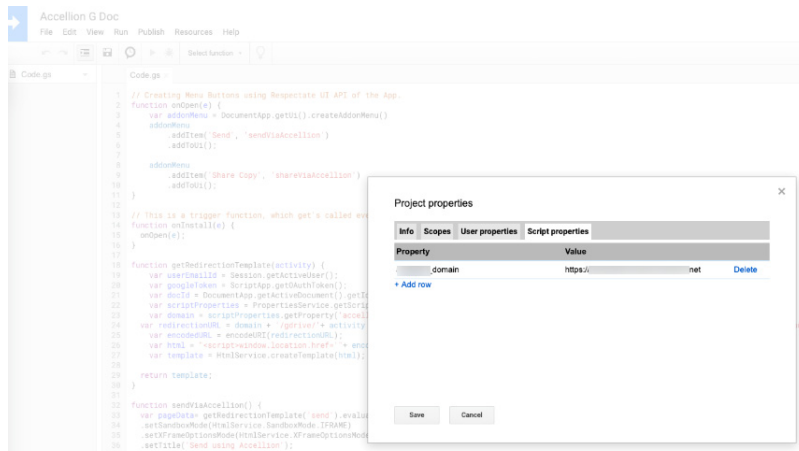 Accellion G Doc
File Edit View Run Publish Resources Help
Select function
Code.gs
Code.gs
1 // Creating Menu Buttons using Respectate UI API of the App.
2 function onOpen(e) {
3 var addonMenu = DocumentApp.getUi().createAddonMenu()
4 addonMenu
5 .addItem('Send', 'sendViaAccellion')
6 .addToUi();
7
8 addonMenu
9 .addItem('Share Copy', 'shareViaAccellion')
10 .addToUi();
11 }
12
13 // This is a trigger function, which get's called
14 function onInstall(e) {
15 onOpen(e);
16 }
17
18 function getRedirectionTemplate(activity) {
19 var userEmailId = Session.getActiveUser();
20 var googleToken = ScriptApp.getOAuthToken();
21 var docId = DocumentApp.getActiveDocument().getId
22 var scriptProperties = PropertiesService.getScrip
23 var domain = scriptProperties.getProperty('accel
24 var redirectionURL = domain + '/gdrive/'+ activity
25 var encodedURL = encodeURI(redirectionURL);
26 var html = "<script>window.location.href='"+ enco
27 var template = HtmlService.createTemplate(html);
28
29 return template;
30 }
31
32 function sendViaAccellion() {
33 var pageData= getRedirectionTemplate('send').evalua
34 .setSandboxMode(HtmlService.SandboxMode.IFRAME)
35 .setXFrameOptionsMode(HtmlService.XFrameOptionsMode
36 .setTitle('Send using Accellion');
Project properties
Info Scopes User properties Script properties
Property Value
_domain https:/ net Delete
+ Add row
Save Cancel